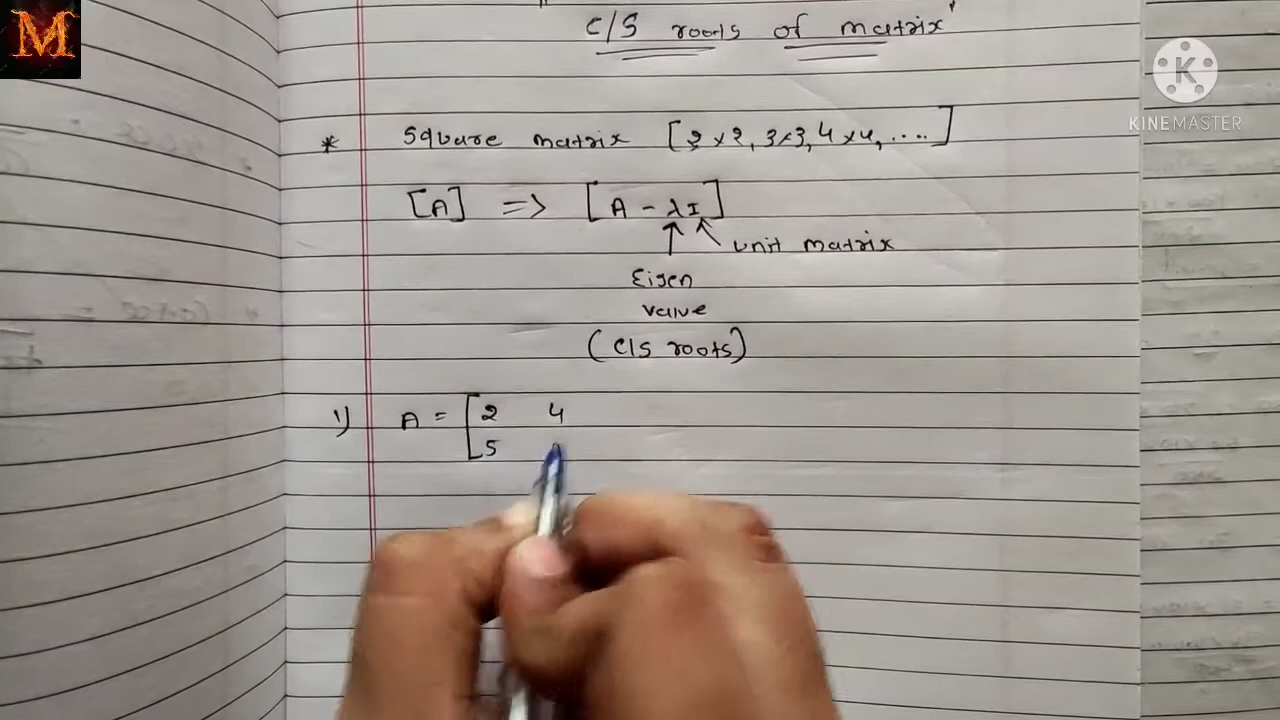 M
C/S roots of matrix
K
KINEMASTER
* Square matrix [2×2, 3×3, 4×4, ....]
[A] => [A - λI]
unit matrix
Eigen
value
(C/S roots)
1) A = [2 4
5